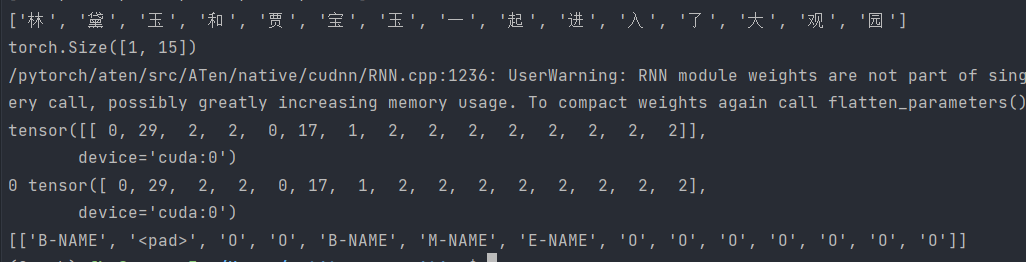 ['林', '黛', '玉', '和', '贾', '宝', '玉', '一', '起', '进', '入', '了', '大', '观', '园']
torch.Size([1, 15])
/pytorch/aten/src/ATen/native/cudnn/RNN.cpp:1236: UserWarning: RNN module weights are not part of sing
ery call, possibly greatly increasing memory usage. To compact weights again call flatten_parameters()
tensor([[ 0, 29,  2,  2,  0, 17,  1,  2,  2,  2,  2,  2,  2,  2,  2]],
       device='cuda:0')
0 tensor([ 0, 29,  2,  2,  0, 17,  1,  2,  2,  2,  2,  2,  2,  2,  2],
       device='cuda:0')
[['B-NAME', '<pad>', 'O', 'O', 'B-NAME', 'M-NAME', 'E-NAME', 'O', 'O', 'O', 'O', 'O', 'O', 'O']]